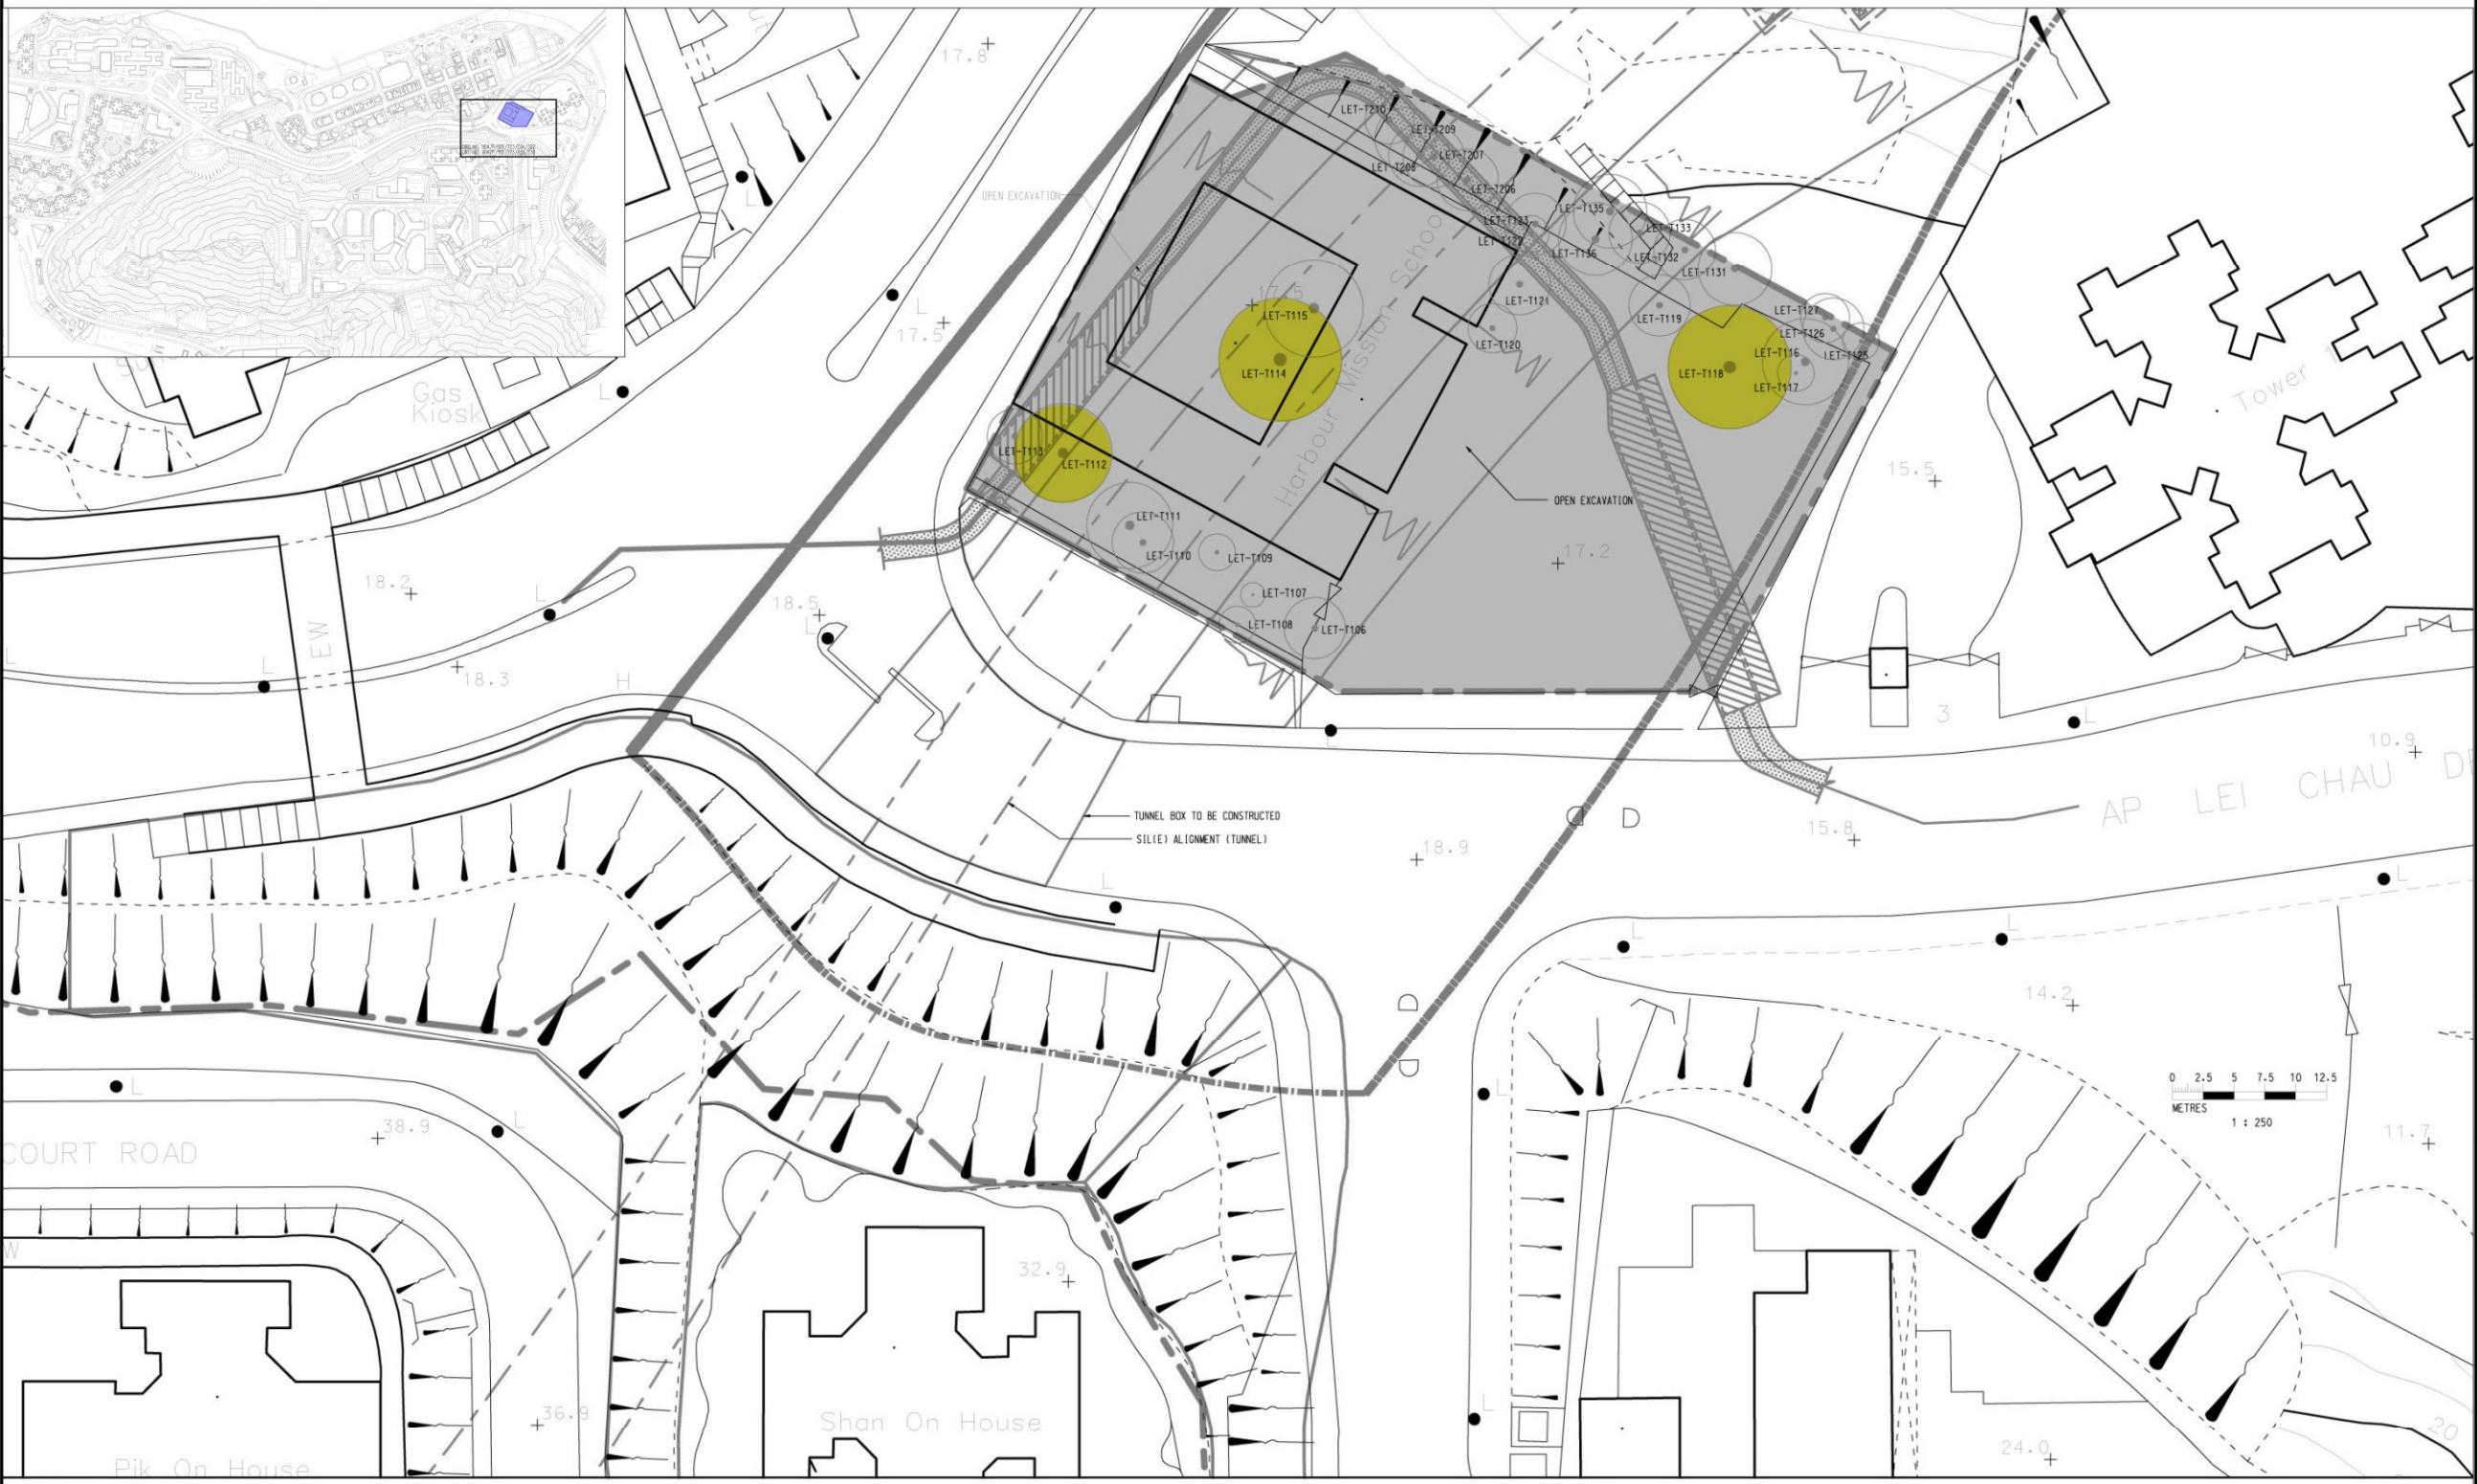 17.8
L
OPEN EXCAVATION
L
17.5
L
Gas
Kiosk
LET-T210
LET-T209
LET-T207
LET-T208
LET-T206
LET-T123
LET-T122
LET-T135
LET-T136
LET-T133
LET-T132
LET-T131
LET-T121
LET-T120
LET-T119
LET-T127
LET-T126
LET-T116
LET-T125
LET-T117
LET-T118
17.5
LET-T115
LET-T114
Harbour Mission School
LET-T113
LET-T112
LET-T111
LET-T110
LET-T109
LET-T107
LET-T108
LET-T106
OPEN EXCAVATION
17.2
Tower
15.5
18.2
L
EW
L
L
18.3
H
18.5
L
L
3
L
10.9
AP LEI CHAU
15.8
D
D
TUNNEL BOX TO BE CONSTRUCTED
SIL(E) ALIGNMENT (TUNNEL)
18.9
L
L
L
L
D
D
14.2
0 2.5 5 7.5 10 12.5
METRES
1 : 250
11.7
L
L
L
38.9
COURT ROAD
W
32.9
36.9
Shan On House
Pik On House
L
24.0
20